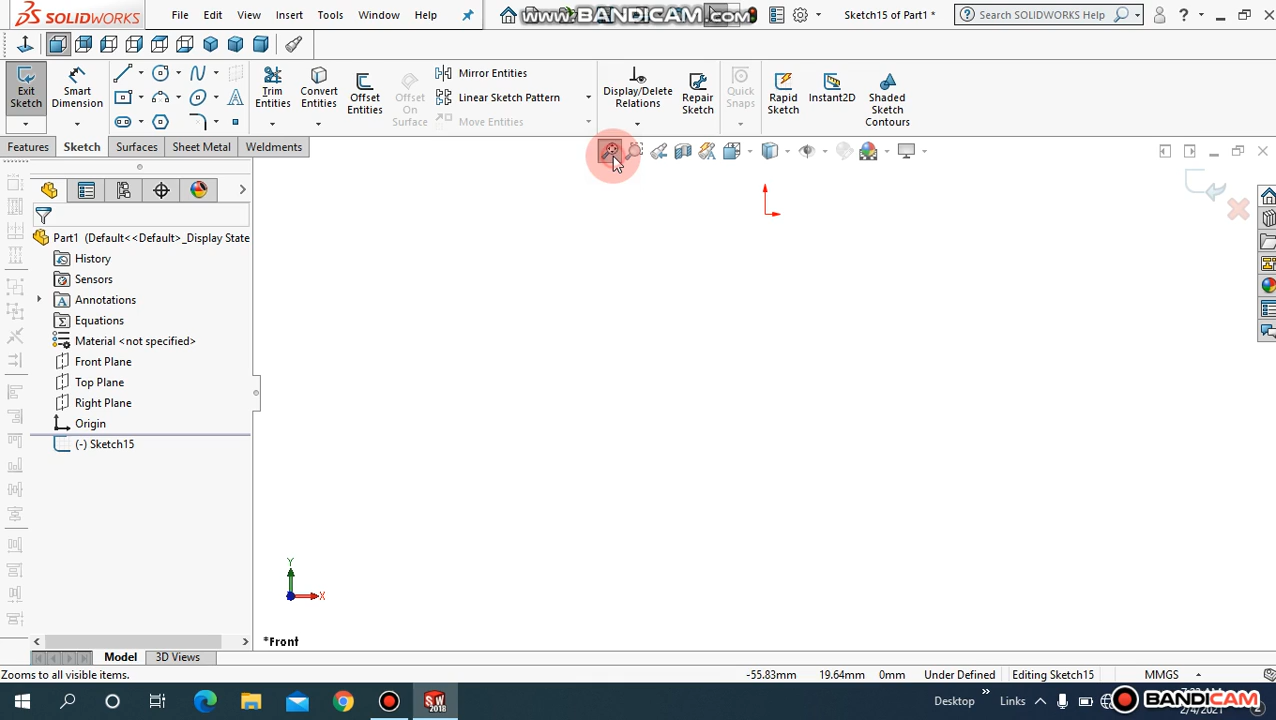 SOLIDWORKS
File Edit View Insert Tools Window Help
www.BANDICAM.com
Sketch15 of Part1 *
Search SOLIDWORKS Help
Exit Sketch
Smart Dimension
Trim Entities
Convert Entities
Offset Entities
Offset On Surface
Mirror Entities
Linear Sketch Pattern
Move Entities
Display/Delete Relations
Repair Sketch
Quick Snaps
Rapid Sketch
Instant2D
Shaded Sketch Contours
Features Sketch Surfaces Sheet Metal Weldments
Part1 (Default<<Default>_Display State
History
Sensors
Annotations
Equations
Material <not specified>
Front Plane
Top Plane
Right Plane
Origin
(-) Sketch15
Y
X
*Front
Model 3D Views
Zooms to all visible items. -55.83mm 19.64mm 0mm Under Defined Editing Sketch15 MMGS
SW 2018
Desktop
Links
BANDICAM
2/4/2021